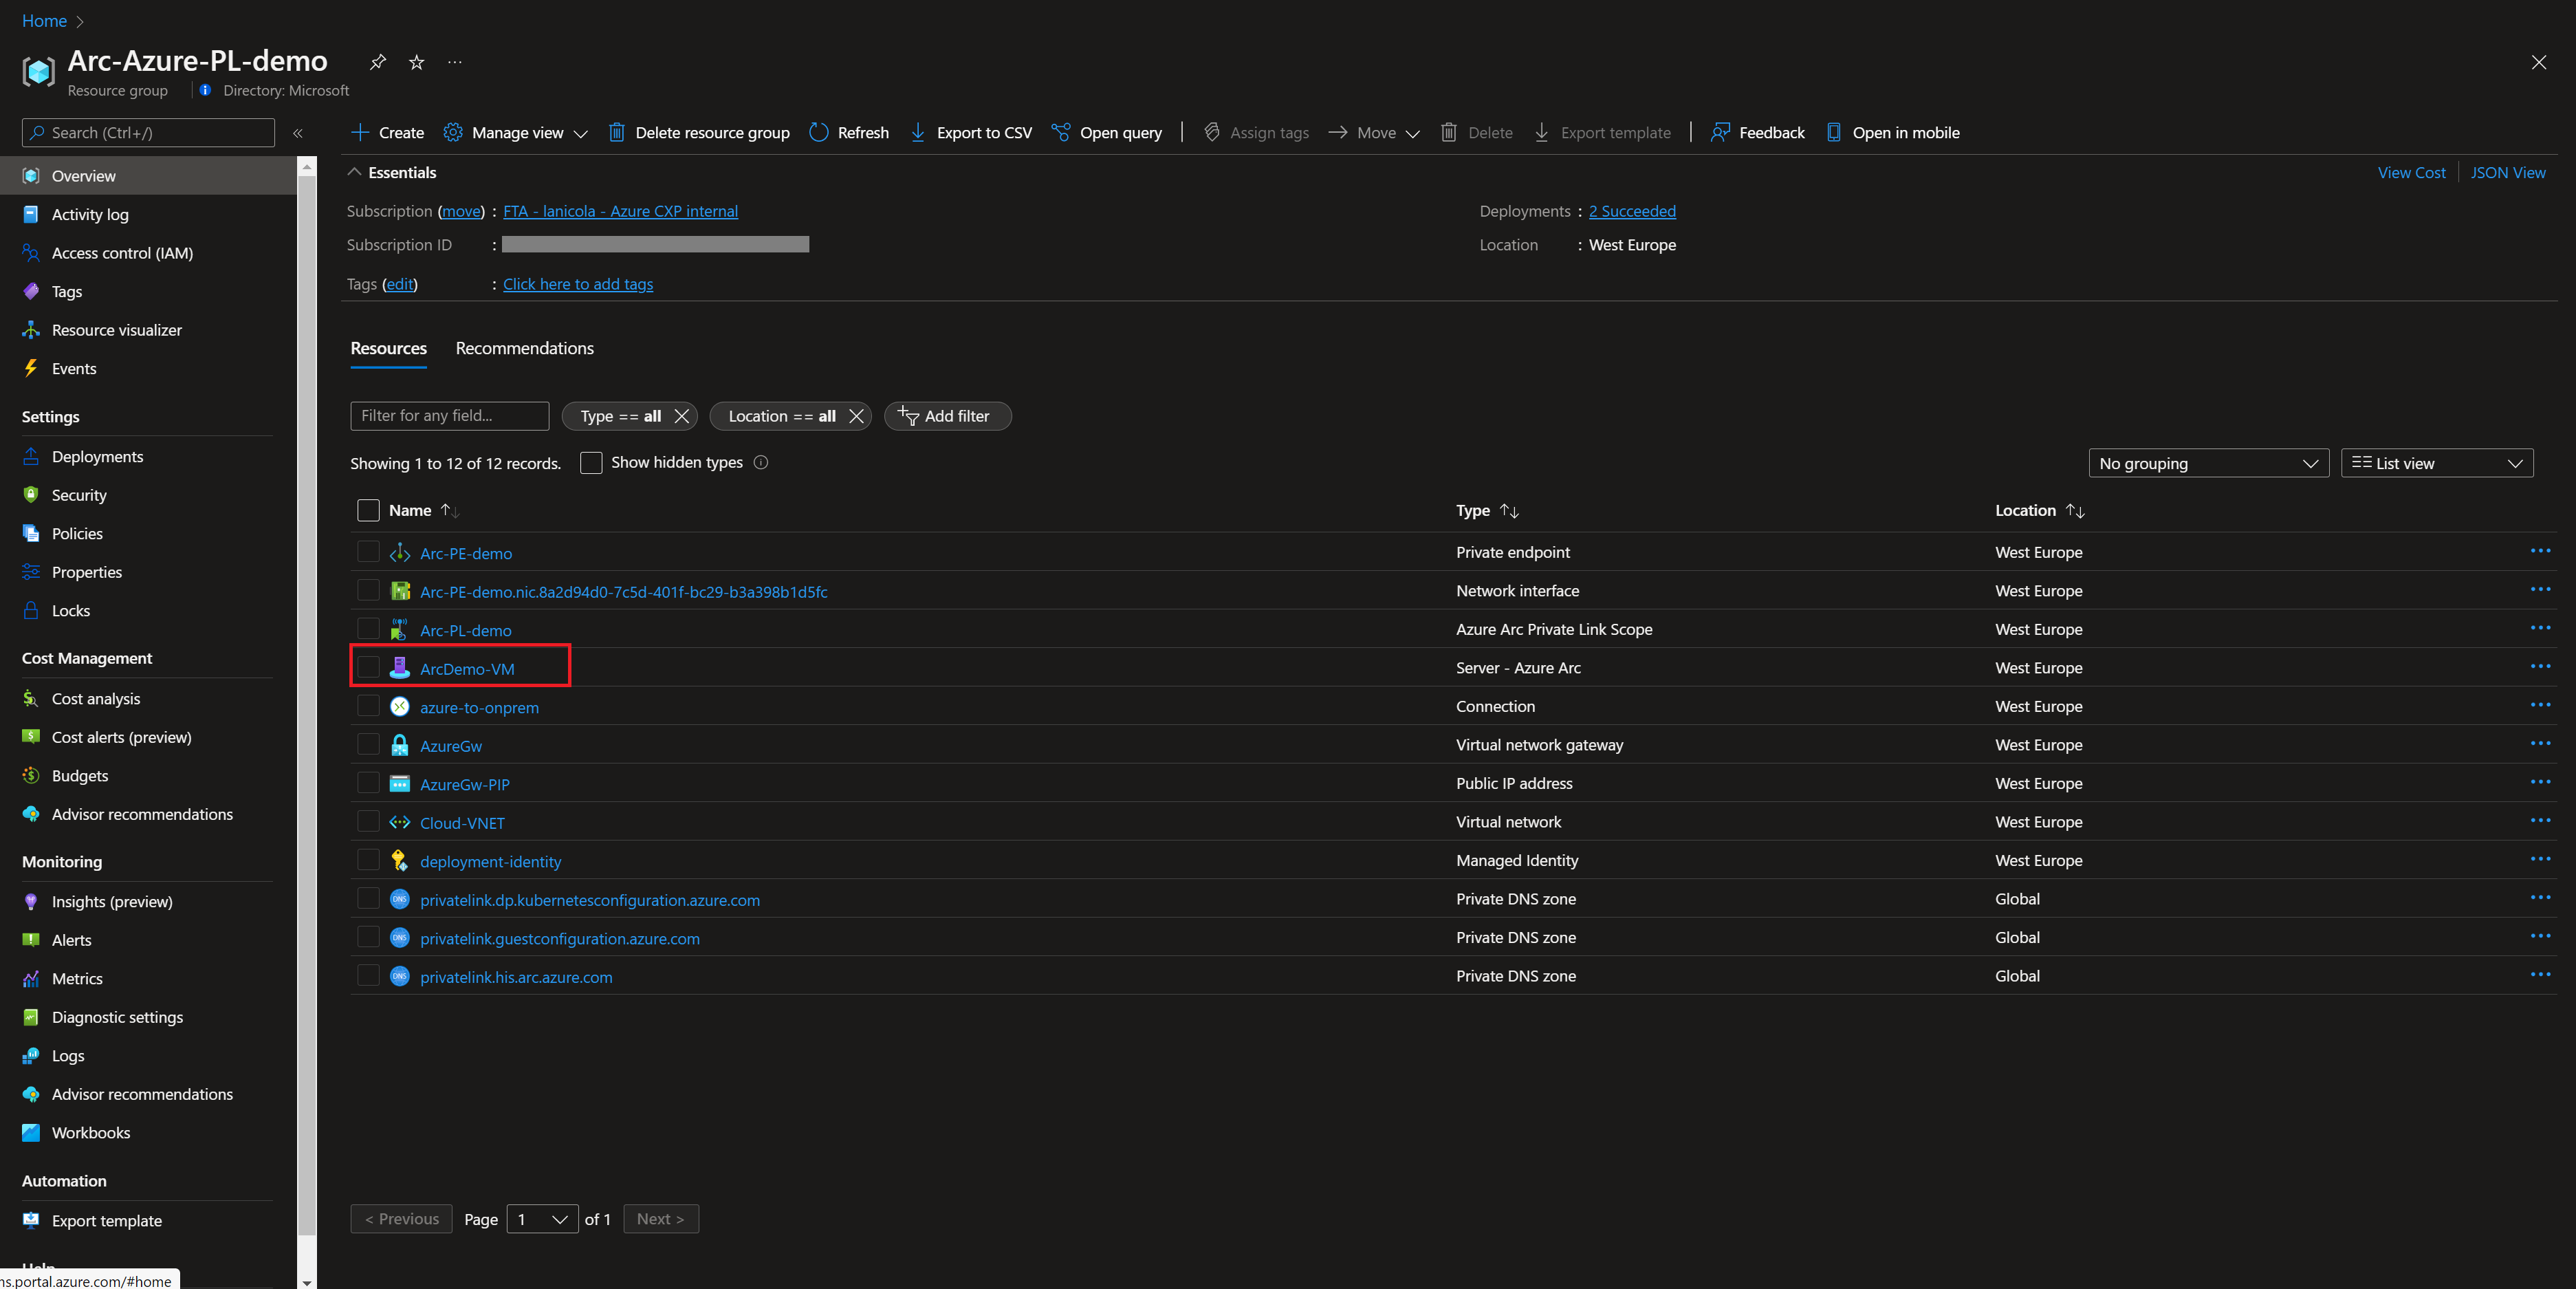 Home >
Arc-Azure-PL-demo
Resource group
Directory: Microsoft
Search (Ctrl+/)
«
Create
Manage view
Delete resource group
Refresh
Export to CSV
Open query
Assign tags
Move
Delete
Export template
Feedback
Open in mobile
Overview
Activity log
Access control (IAM)
Tags
Resource visualizer
Events
Settings
Deployments
Security
Policies
Properties
Locks
Cost Management
Cost analysis
Cost alerts (preview)
Budgets
Advisor recommendations
Monitoring
Insights (preview)
Alerts
Metrics
Diagnostic settings
Logs
Advisor recommendations
Workbooks
Automation
Export template
Help
ns.portal.azure.com/#home
Essentials
View Cost
JSON View
Subscription (move) : FTA - lanicola - Azure CXP internal
Deployments : 2 Succeeded
Subscription ID :
Location : West Europe
Tags (edit) : Click here to add tags
Resources
Recommendations
Filter for any field...
Type == all
Location == all
Add filter
Showing 1 to 12 of 12 records.
Show hidden types
No grouping
List view
Name Type Location
Arc-PE-demo Private endpoint West Europe
Arc-PE-demo.nic.8a2d94d0-7c5d-401f-bc29-b3a398b1d5fc Network interface West Europe
Arc-PL-demo Azure Arc Private Link Scope West Europe
ArcDemo-VM Server - Azure Arc West Europe
azure-to-onprem Connection West Europe
AzureGw Virtual network gateway West Europe
AzureGw-PIP Public IP address West Europe
Cloud-VNET Virtual network West Europe
deployment-identity Managed Identity West Europe
privatelink.dp.kubernetesconfiguration.azure.com Private DNS zone Global
privatelink.guestconfiguration.azure.com Private DNS zone Global
privatelink.his.arc.azure.com Private DNS zone Global
< Previous Page 1 of 1 Next >